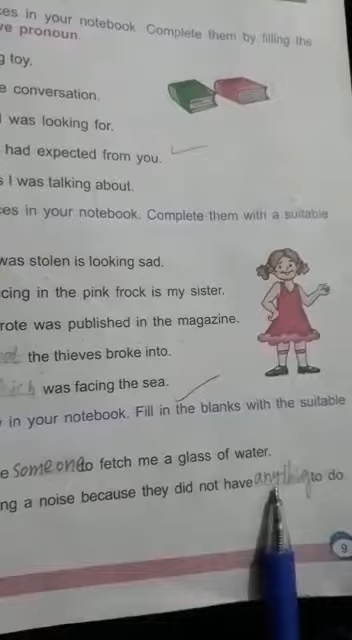 ces in your notebook. Complete them by filling the
ve pronoun.
g toy.
e conversation.
I was looking for.
had expected from you.
s I was talking about.
ces in your notebook. Complete them with a suitable
was stolen is looking sad.
cing in the pink frock is my sister.
rote was published in the magazine.
the thieves broke into.
hich was facing the sea.
in your notebook. Fill in the blanks with the suitable
e someone to fetch me a glass of water.
ng a noise because they did not have anything to do
9